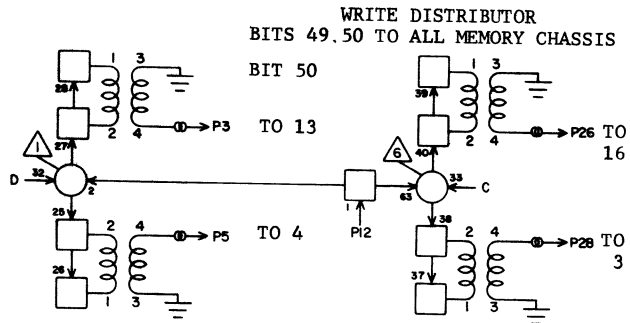 WRITE DISTRIBUTOR
BITS 49,50 TO ALL MEMORY CHASSIS
BIT 50
1 3
28
27
2 4
P3 TO 13
1
D 32
2
25
2 4
P5 TO 4
26
1 3
1
P12
1 3
39
40
2 4
P26 TO
16
6
33
63
C
38
2 4
P28 TO
3
37
1 3